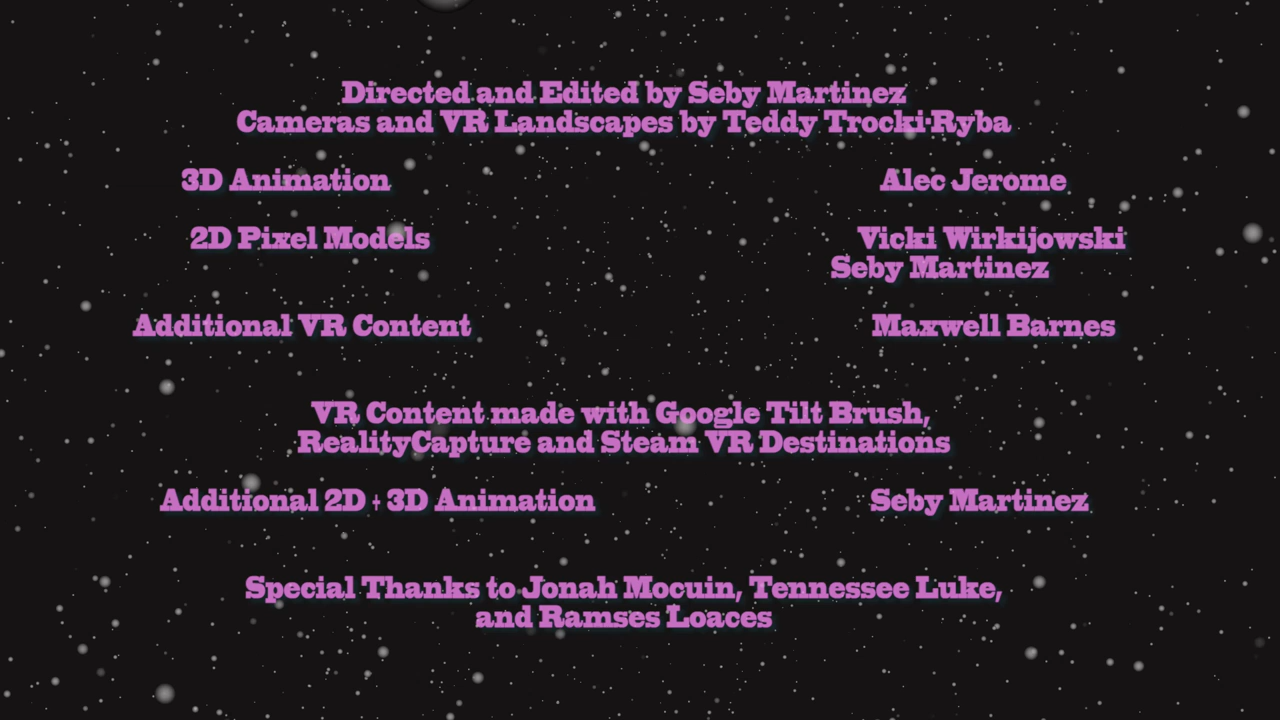 Directed and Edited by Seby Martinez
Cameras and VR Landscapes by Teddy Trocki-Ryba
3D Animation Alec Jerome
2D Pixel Models Vicki Wirkijowski
Seby Martinez
Additional VR Content Maxwell Barnes
VR Content made with Google Tilt Brush,
RealityCapture and Steam VR Destinations
Additional 2D + 3D Animation Seby Martinez
Special Thanks to Jonah Mocuin, Tennessee Luke,
and Ramses Loaces